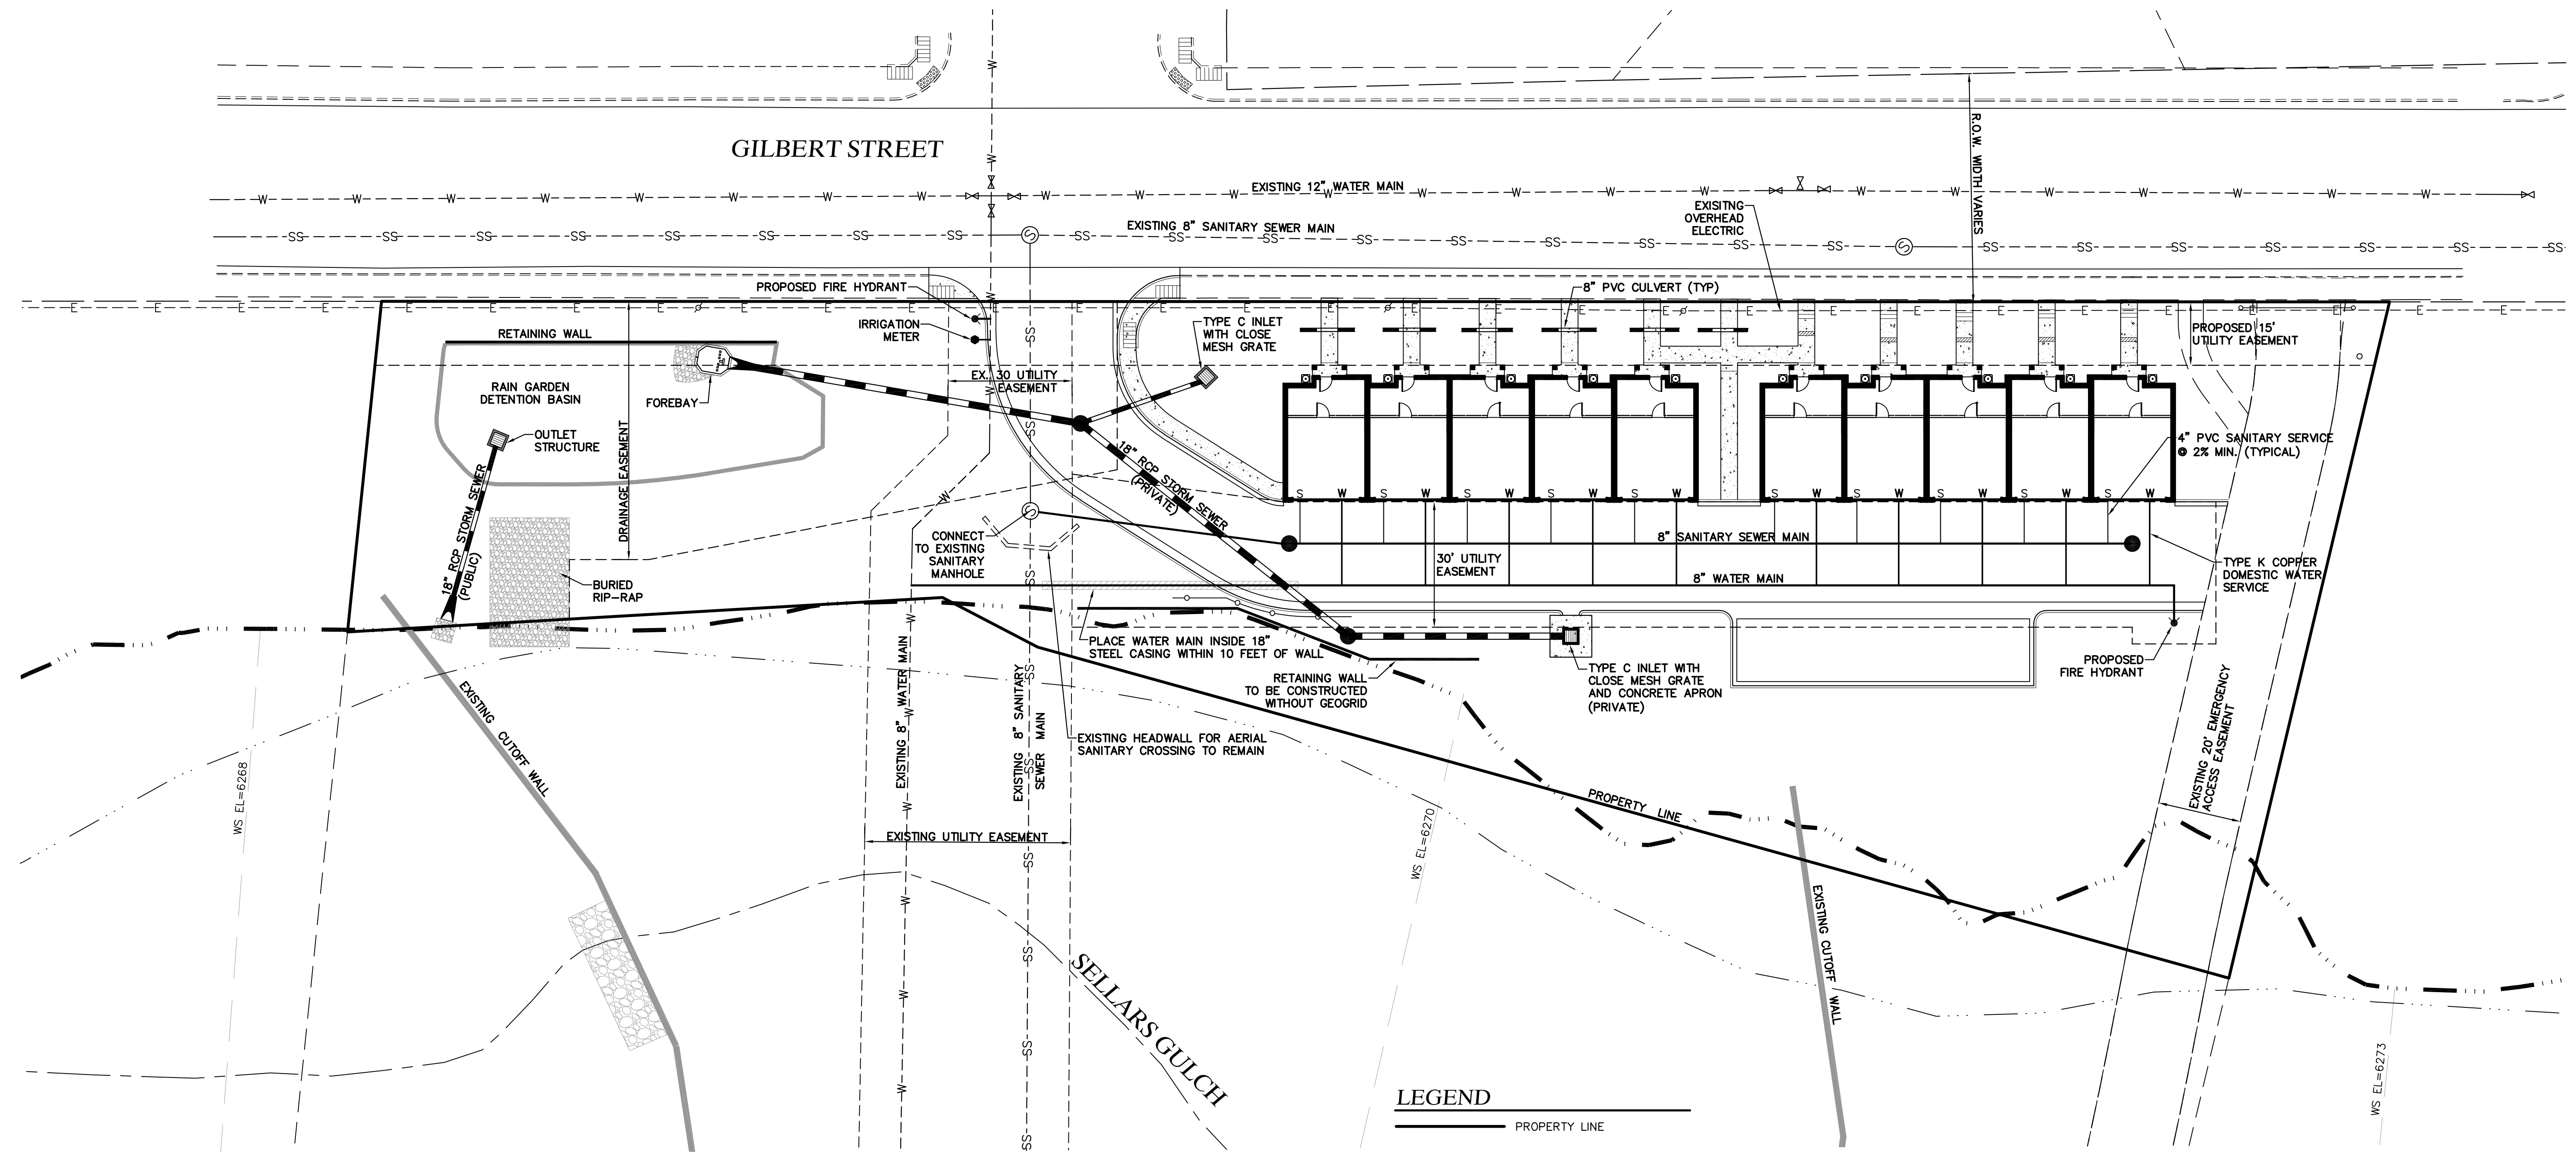 GILBERT STREET
R.O.W. WIDTH VARIES
EXISTING 12" WATER MAIN
EXISTING 8" SANITARY SEWER MAIN
EXISITNG
OVERHEAD
ELECTRIC
PROPOSED FIRE HYDRANT
IRRIGATION
METER
8" PVC CULVERT (TYP)
RETAINING WALL
TYPE C INLET
WITH CLOSE
MESH GRATE
PROPOSED 15'
UTILITY EASEMENT
RAIN GARDEN
DETENTION BASIN
FOREBAY
EX. 30 UTILITY
EASEMENT
OUTLET
STRUCTURE
DRAINAGE EASEMENT
18" RCP STORM SEWER
(PUBLIC)
18" RCP STORM SEWER
(PRIVATE)
4" PVC SANITARY SERVICE
@ 2% MIN. (TYPICAL)
S W S W S W S W S W S W S W S W S W S W
CONNECT
TO EXISTING
SANITARY
MANHOLE
8" SANITARY SEWER MAIN
30' UTILITY
EASEMENT
8" WATER MAIN
TYPE K COPPER
DOMESTIC WATER
SERVICE
BURIED
RIP-RAP
PLACE WATER MAIN INSIDE 18"
STEEL CASING WITHIN 10 FEET OF WALL
RETAINING WALL
TO BE CONSTRUCTED
WITHOUT GEOGRID
TYPE C INLET WITH
CLOSE MESH GRATE
AND CONCRETE APRON
(PRIVATE)
PROPOSED
FIRE HYDRANT
EXISTING CUTOFF WALL
EXISTING 8" WATER MAIN
EXISTING 8" SANITARY
SEWER MAIN
EXISTING HEADWALL FOR AERIAL
SANITARY CROSSING TO REMAIN
EXISTING 20' EMERGENCY
ACCESS EASEMENT
WS EL=6268
EXISTING UTILITY EASEMENT
WS EL=6270
PROPERTY LINE
EXISTING CUTOFF WALL
SELLARS GULCH
WS EL=6273
LEGEND
PROPERTY LINE